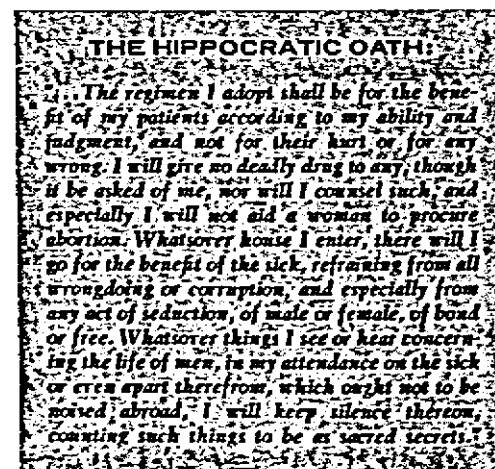 THE HIPPOCRATIC OATH:
"...The regimen I adopt shall be for the bene-
fit of my patients according to my ability and
judgment, and not for their hurt or for any
wrong. I will give no deadly drug to any, though
it be asked of me, nor will I counsel such, and
especially I will not aid a woman to procure
abortion. Whatsover house I enter, there will I
go for the benefit of the sick, refraining from all
wrongdoing or corruption, and especially from
any act of seduction, of male or female, of bond
or free. Whatsover things I see or hear concern-
ing the life of men, in my attendance on the sick
or even apart therefrom, which ought not to be
noised abroad, I will keep silence thereon,
counting such things to be as sacred secrets."